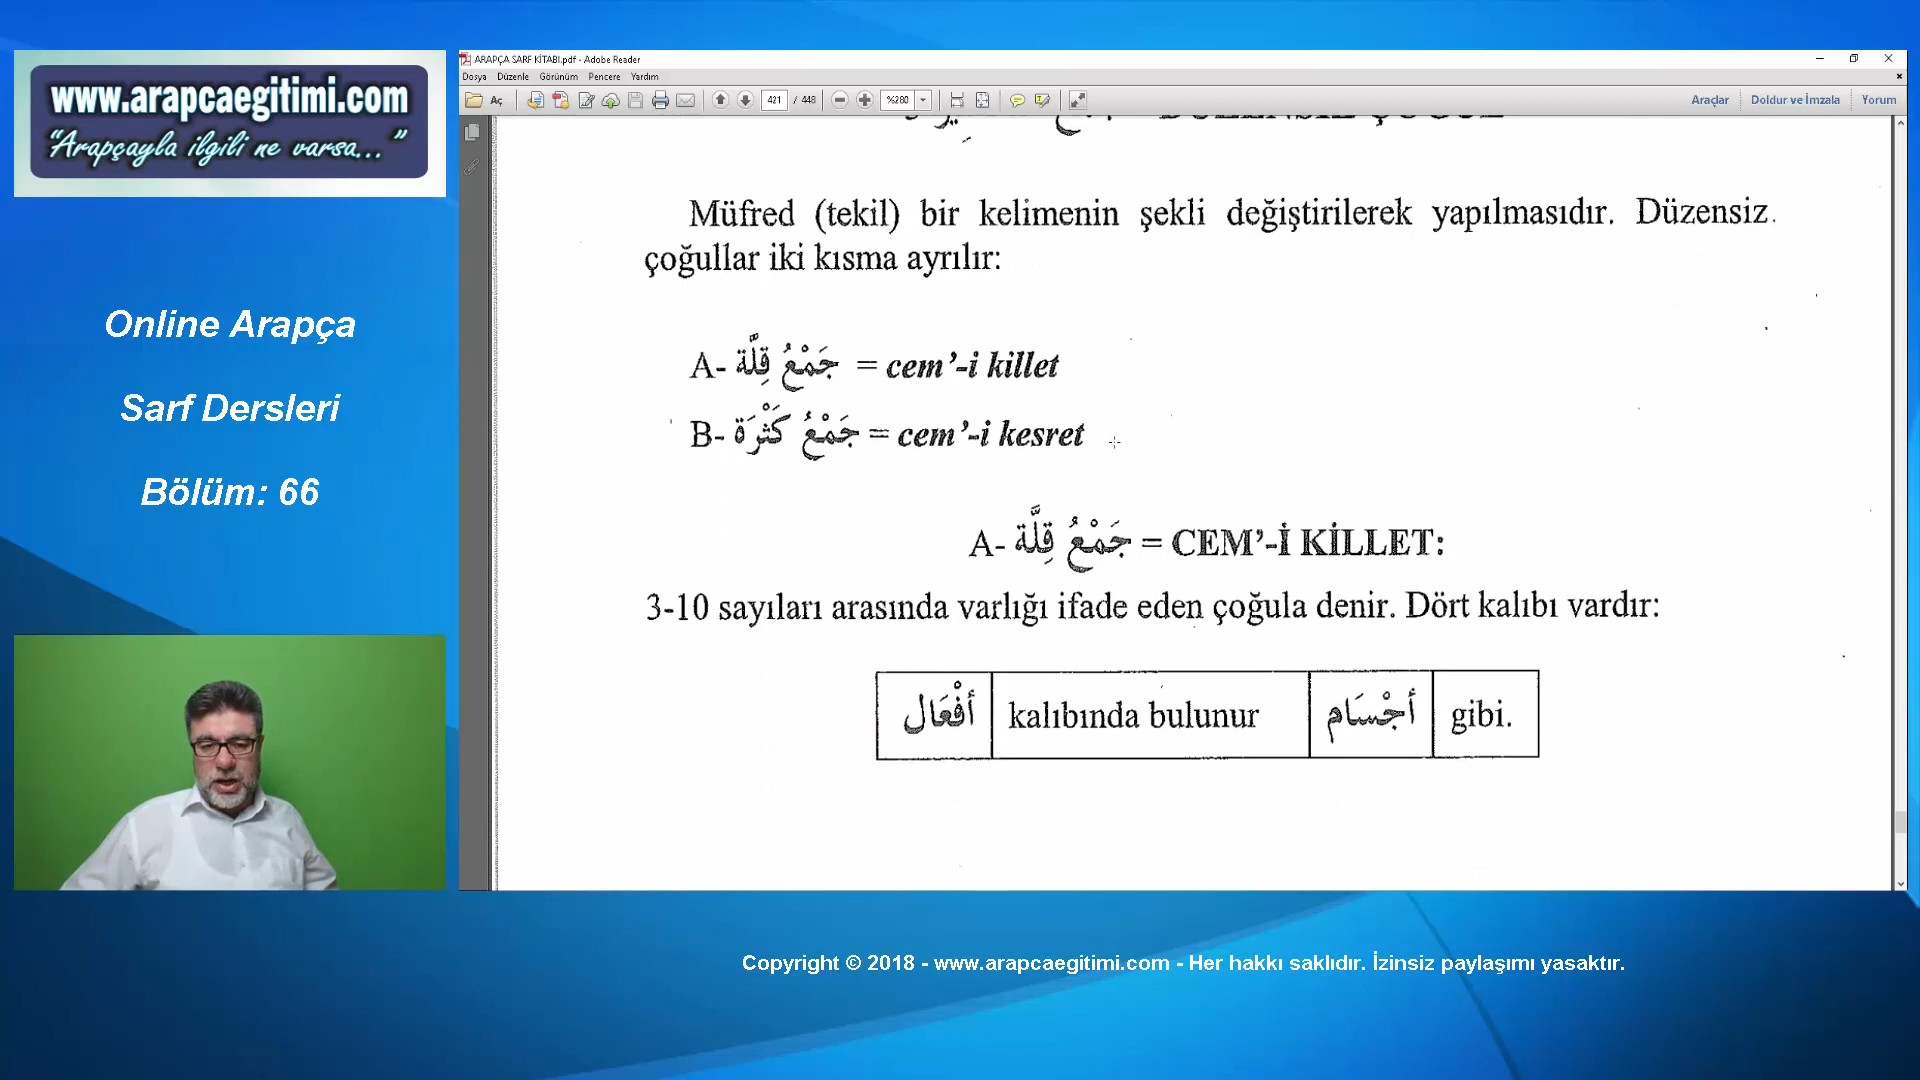 www.arapcaegitimi.com
“Arapçayla ilgili ne varsa...”
Online Arapça
Sarf Dersleri
Bölüm: 66
ARAPÇA SARF KİTABI.pdf - Adobe Reader
Dosya Düzenle Görünüm Pencere Yardım
Aç 421 / 448 %280 Araçlar Doldur ve İmzala Yorum
Müfred (tekil) bir kelimenin şekli değiştirilerek yapılmasıdır. Düzensiz
çoğullar iki kısma ayrılır:
A- جَمْعُ قِلَّة = cem’-i killet
B- جَمْعُ كَثْرَة = cem’-i kesret
A- جَمْعُ قِلَّة = CEM’-İ KİLLET:
3-10 sayıları arasında varlığı ifade eden çoğula denir. Dört kalıbı vardır:
أفْعَال kalıbında bulunur أجْسَام gibi.
Copyright © 2018 - www.arapcaegitimi.com - Her hakkı saklıdır. İzinsiz paylaşımı yasaktır.